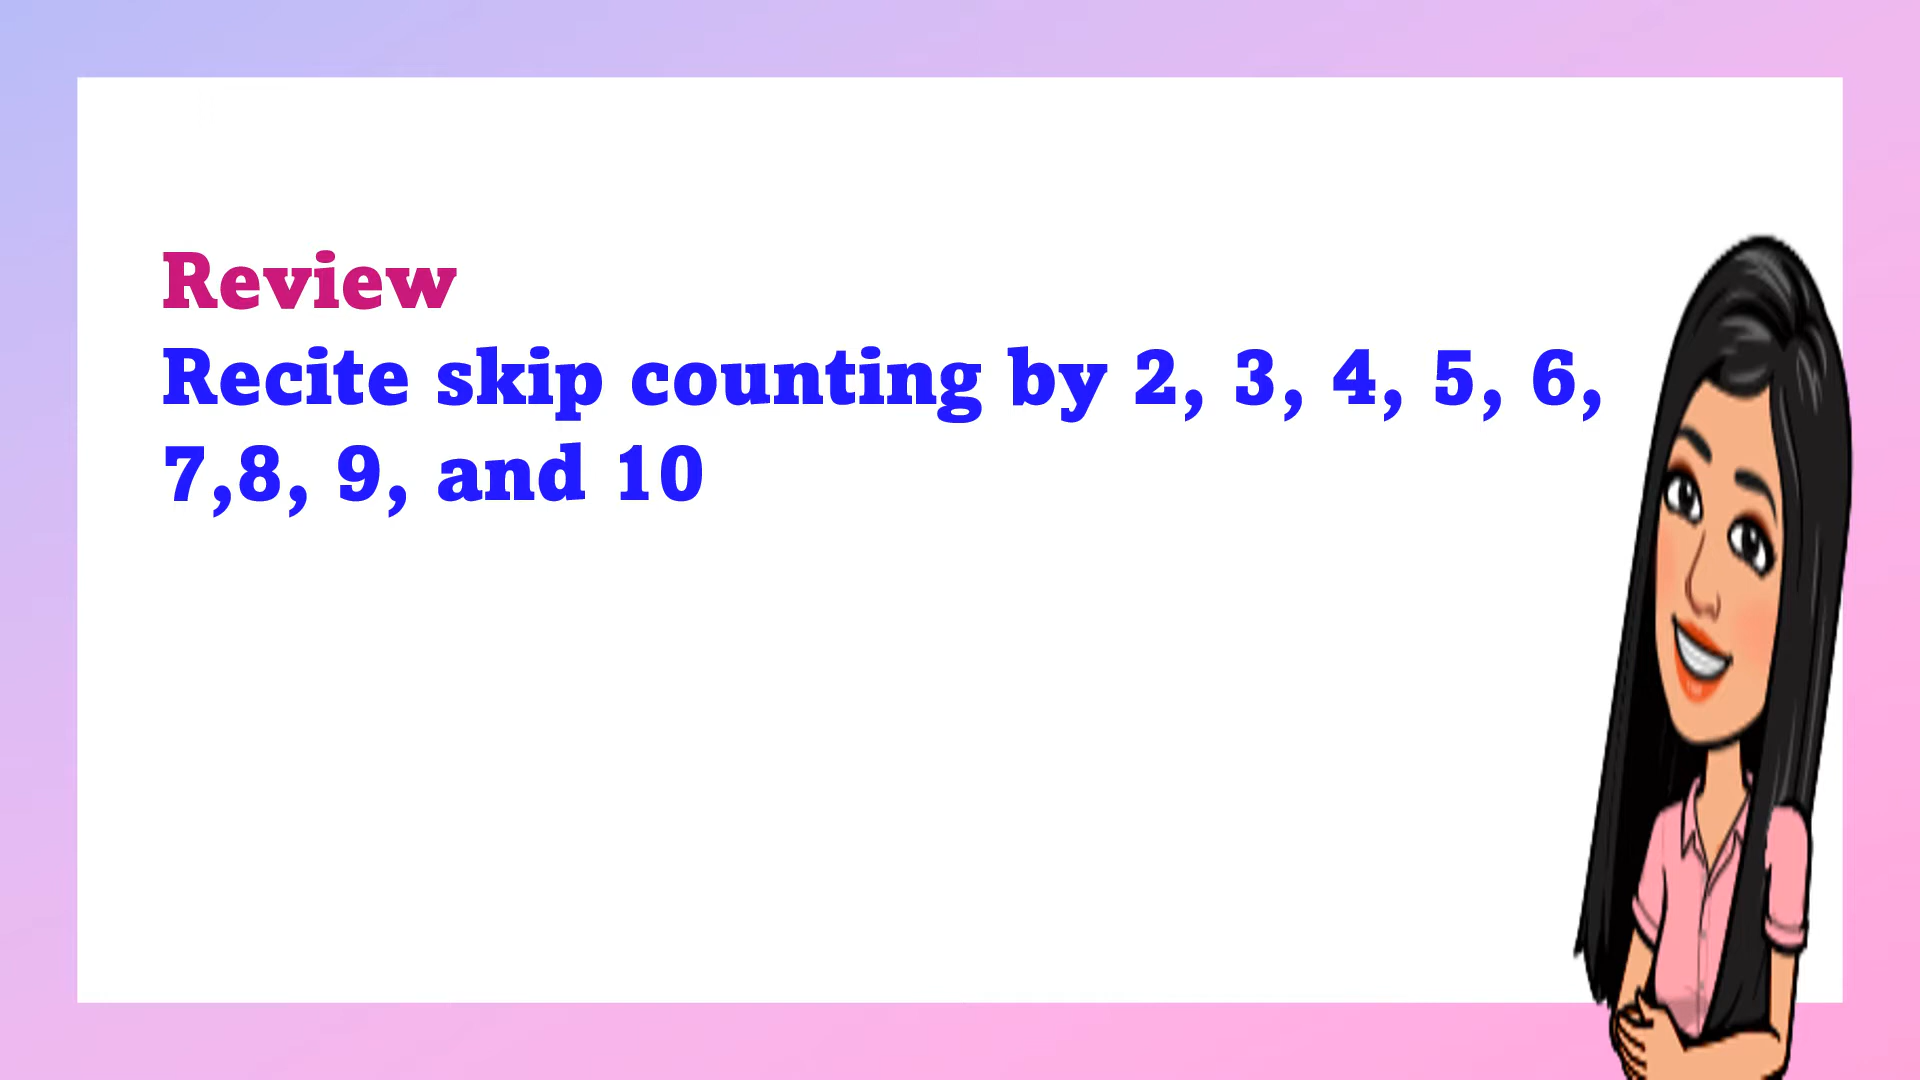 Review
Recite skip counting by 2, 3, 4, 5, 6,
7,8, 9, and 10